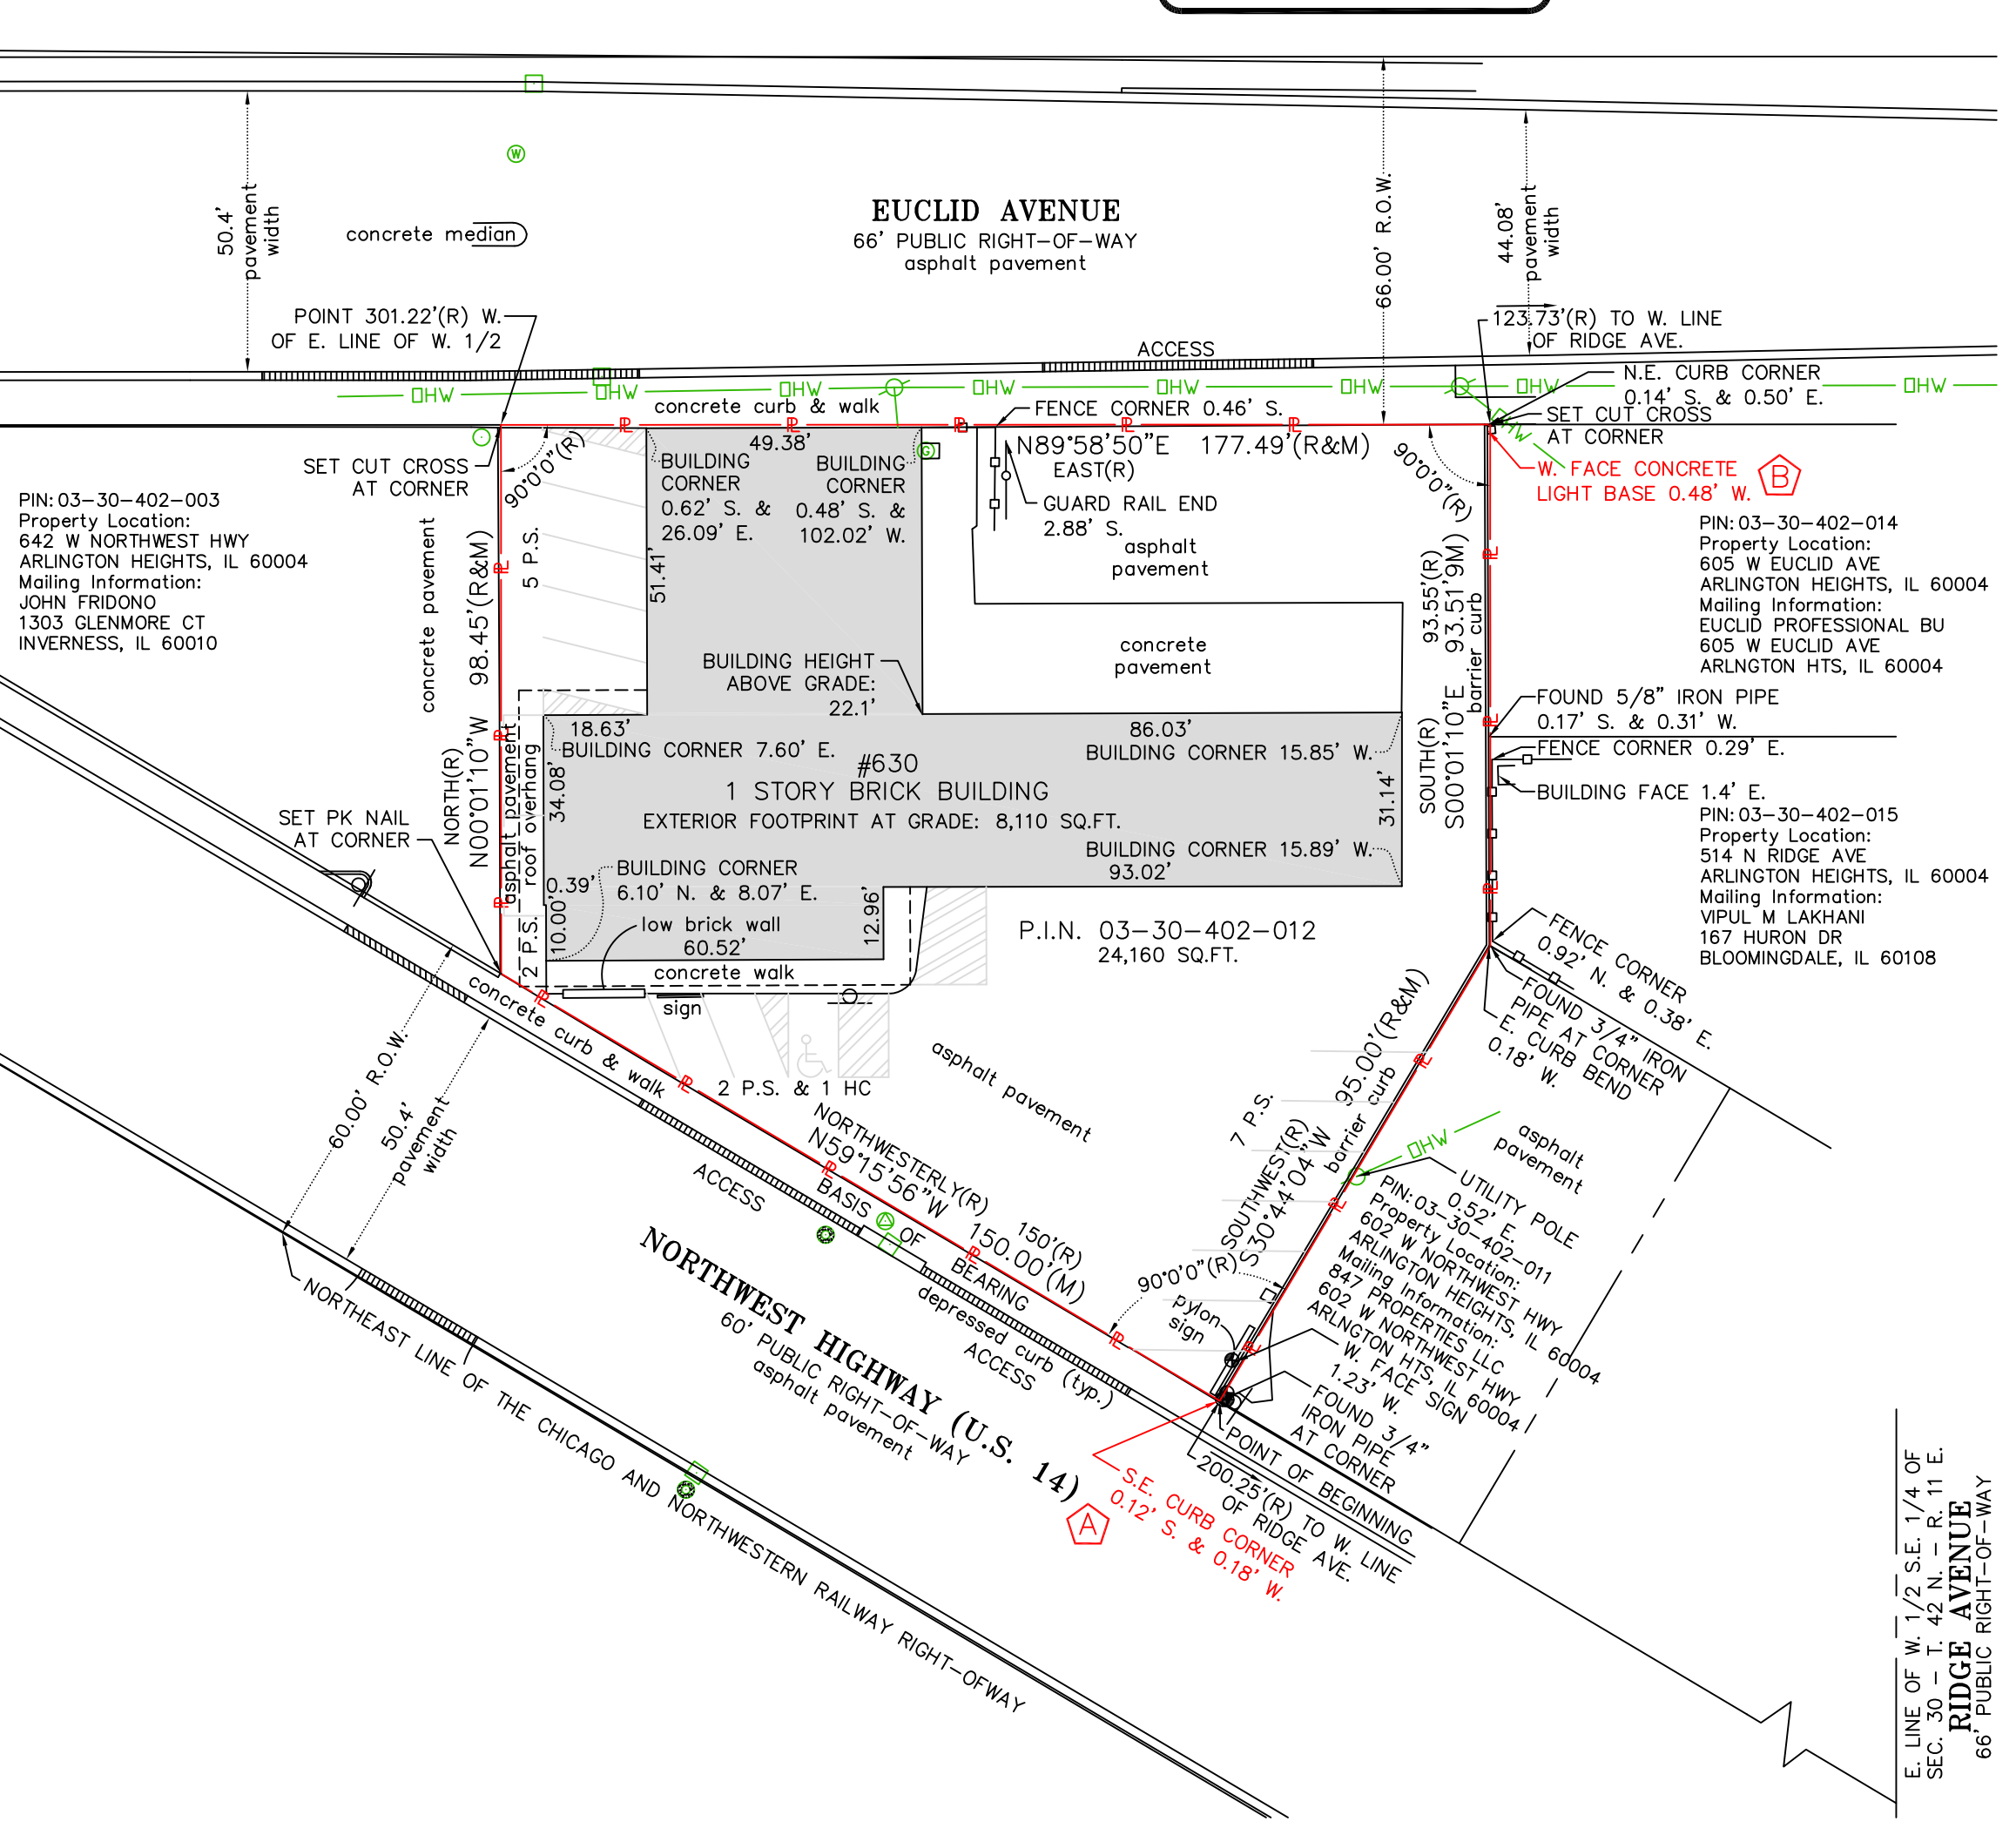 EUCLID AVENUE
66' PUBLIC RIGHT-OF-WAY
asphalt pavement
50.4'
pavement
width
concrete median
W
66.00' R.O.W.
44.08'
pavement
width
POINT 301.22'(R) W.
OF E. LINE OF W. 1/2
123.73'(R) TO W. LINE
OF RIDGE AVE.
ACCESS
N.E. CURB CORNER
0.14' S. & 0.50' E.
OHW
OHW
OHW
OHW
OHW
OHW
OHW
OHW
OHW
concrete curb & walk
FENCE CORNER 0.46' S.
SET CUT CROSS
AT CORNER
SET CUT CROSS
AT CORNER
90°0'0"(R)
49.38'
N89°58'50"E 177.49'(R&M)
EAST(R)
90°0'0"(R)
W. FACE CONCRETE
LIGHT BASE 0.48' W.
B
BUILDING
CORNER
0.62' S. &
26.09' E.
BUILDING
CORNER
0.48' S. &
102.02' W.
G
GUARD RAIL END
2.88' S.
asphalt
pavement
PIN: 03-30-402-003
Property Location:
642 W NORTHWEST HWY
ARLINGTON HEIGHTS, IL 60004
Mailing Information:
JOHN FRIDONO
1303 GLENMORE CT
INVERNESS, IL 60010
PIN: 03-30-402-014
Property Location:
605 W EUCLID AVE
ARLINGTON HEIGHTS, IL 60004
Mailing Information:
EUCLID PROFESSIONAL BU
605 W EUCLID AVE
ARLNGTON HTS, IL 60004
concrete pavement
NORTH(R)
N00°01'10"W 98.45'(R&M)
5 P.S.
51.41'
93.55'(R)
93.51'9M)
SOUTH(R)
S00°01'10"E
barrier curb
concrete
pavement
BUILDING HEIGHT
ABOVE GRADE:
22.1'
FOUND 5/8" IRON PIPE
0.17' S. & 0.31' W.
FENCE CORNER 0.29' E.
BUILDING FACE 1.4' E.
18.63'
BUILDING CORNER 7.60' E.
86.03'
BUILDING CORNER 15.85' W.
#630
1 STORY BRICK BUILDING
EXTERIOR FOOTPRINT AT GRADE: 8,110 SQ.FT.
34.08'
31.14'
asphalt pavement
roof overhang
SET PK NAIL
AT CORNER
PIN: 03-30-402-015
Property Location:
514 N RIDGE AVE
ARLINGTON HEIGHTS, IL 60004
Mailing Information:
VIPUL M LAKHANI
167 HURON DR
BLOOMINGDALE, IL 60108
BUILDING CORNER 15.89' W.
93.02'
BUILDING CORNER
6.10' N. & 8.07' E.
0.39'
10.00'
12.96'
low brick wall
60.52'
concrete walk
2 P.S.
sign
P.I.N. 03-30-402-012
24,160 SQ.FT.
FENCE CORNER
0.92' N. & 0.38' E.
FOUND 3/4" IRON
PIPE AT CORNER
E. CURB BEND
0.18' W.
concrete curb & walk
60.00' R.O.W.
50.4'
pavement
width
2 P.S. & 1 HC
asphalt pavement
SOUTHWEST(R)
S30°44'04"W 95.00'(R&M)
barrier curb
7 P.S.
NORTHWESTERLY(R) 150'(R)
N59°15'56"W 150.00'(M)
BASIS OF BEARING
ACCESS
OHW
asphalt
pavement
UTILITY POLE
0.52' E.
PIN: 03-30-402-011
Property Location:
602 W NORTHWEST HWY
ARLINGTON HEIGHTS, IL 60004
Mailing Information:
847 PROPERTIES LLC
602 W NORTHWEST HWY
ARLNGTON HTS, IL 60004
90°0'0"(R)
pylon
sign
W. FACE SIGN
1.23' W.
FOUND 3/4"
IRON PIPE
AT CORNER
depressed curb (typ.)
ACCESS
NORTHWEST HIGHWAY (U.S. 14)
60' PUBLIC RIGHT-OF-WAY
asphalt pavement
NORTHEAST LINE OF THE CHICAGO AND NORTHWESTERN RAILWAY RIGHT-OFWAY
POINT OF BEGINNING
200.25'(R) TO W. LINE
OF RIDGE AVE.
S.E. CURB CORNER
0.12' S. & 0.18' W.
A
E. LINE OF W. 1/2 S.E. 1/4 OF
SEC. 30 - T. 42 N. - R. 11 E.
RIDGE AVENUE
66' PUBLIC RIGHT-OF-WAY